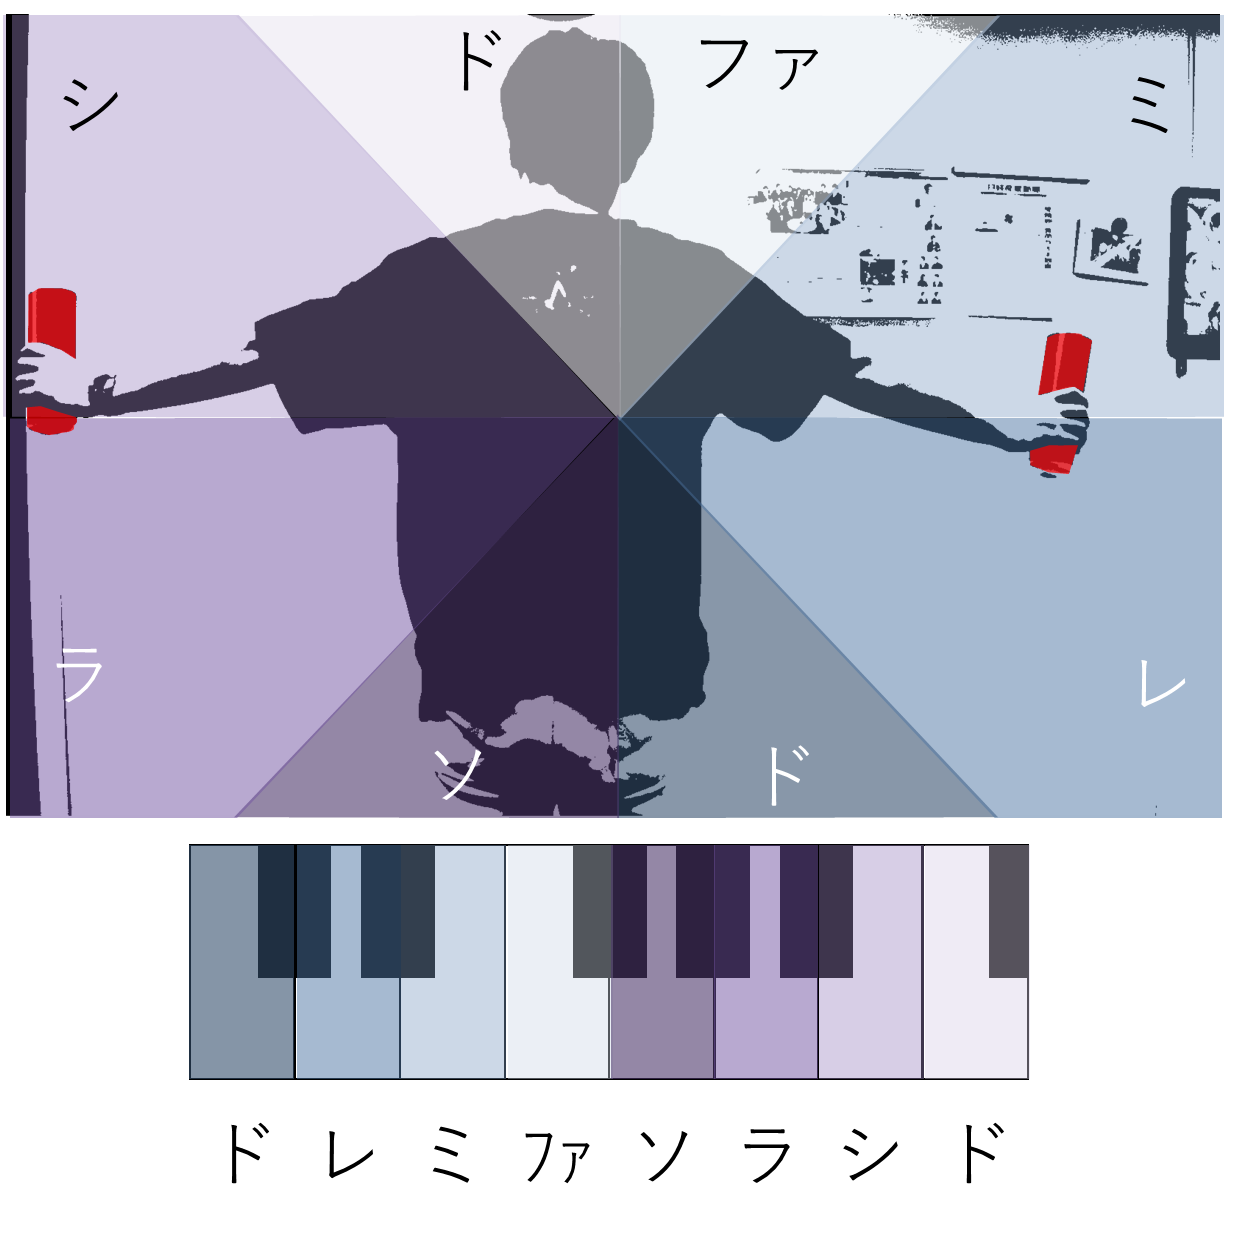 シ ド ファ ミ
ラ レ
ソ ド
ド レ ミ ファ ソ ラ シ ド